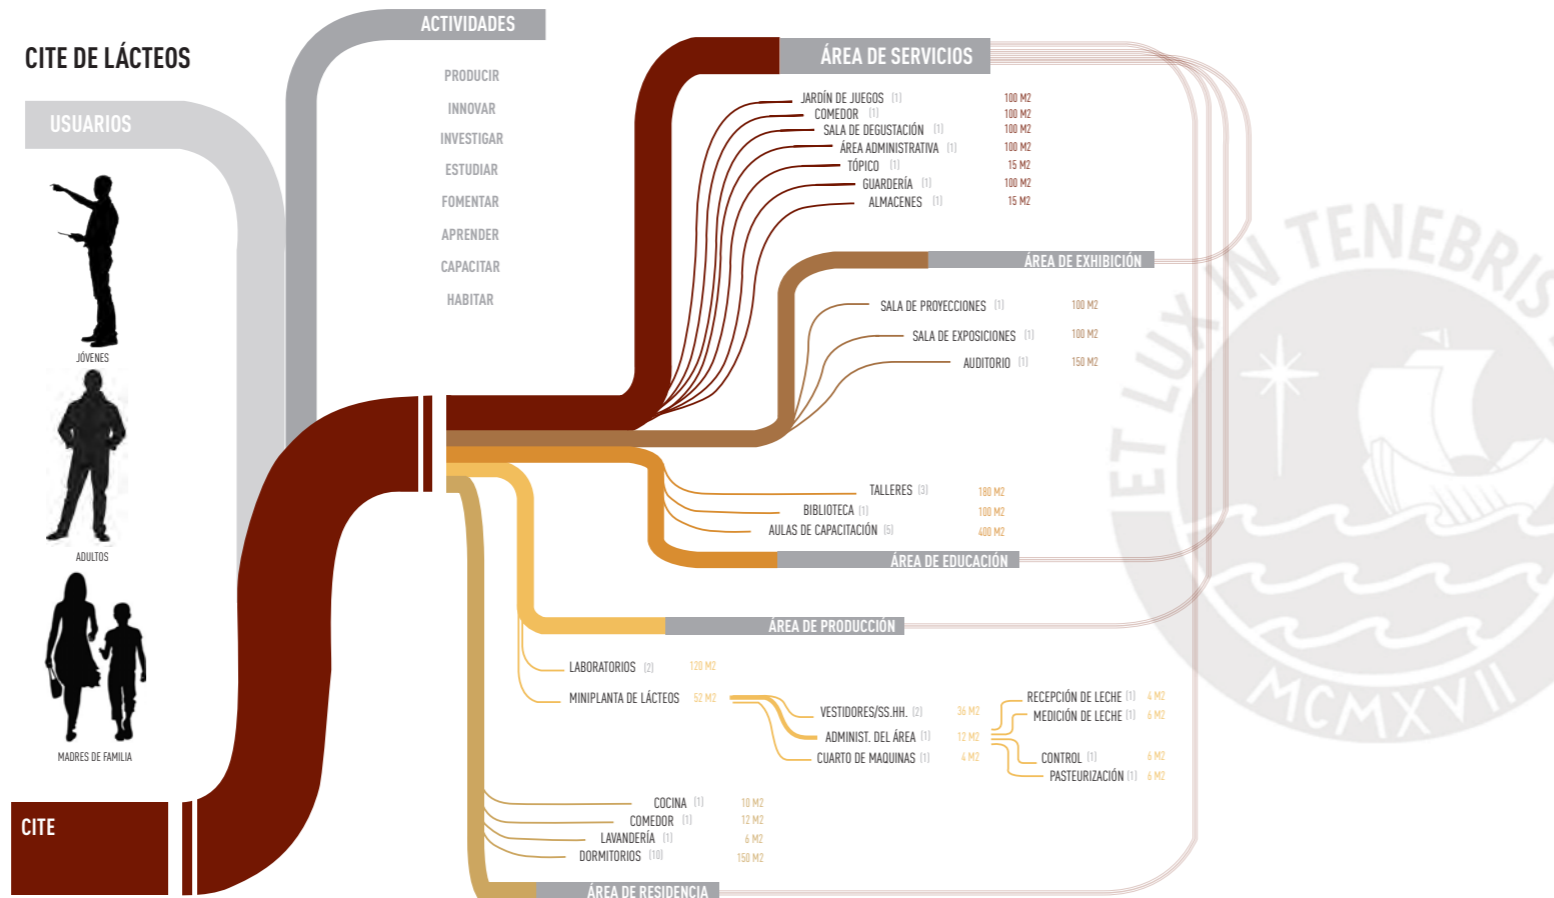 CITE DE LÁCTEOS
USUARIOS
JÓVENES
ADULTOS
MADRES DE FAMILIA
CITE
ACTIVIDADES
PRODUCIR
INNOVAR
INVESTIGAR
ESTUDIAR
FOMENTAR
APRENDER
CAPACITAR
HABITAR
ÁREA DE SERVICIOS
JARDÍN DE JUEGOS (1) 100 M2
COMEDOR (1) 100 M2
SALA DE DEGUSTACIÓN (1) 100 M2
ÁREA ADMINISTRATIVA (1) 100 M2
TÓPICO (1) 15 M2
GUARDERÍA (1) 100 M2
ALMACENES (1) 15 M2
ÁREA DE EXHIBICIÓN
SALA DE PROYECCIONES (1) 100 M2
SALA DE EXPOSICIONES (1) 100 M2
AUDITORIO (1) 150 M2
TALLERES (3) 180 M2
BIBLIOTECA (1) 100 M2
AULAS DE CAPACITACIÓN (5) 400 M2
ÁREA DE EDUCACIÓN
ÁREA DE PRODUCCIÓN
LABORATORIOS (2) 120 M2
MINIPLANTA DE LÁCTEOS 52 M2
VESTIDORES/SS.HH. (2) 36 M2
ADMINIST. DEL ÁREA (1) 12 M2
CUARTO DE MAQUINAS (1) 4 M2
RECEPCIÓN DE LECHE (1) 4 M2
MEDICIÓN DE LECHE (1) 6 M2
CONTROL (1) 6 M2
PASTEURIZACIÓN (1) 6 M2
COCINA (1) 10 M2
COMEDOR (1) 12 M2
LAVANDERÍA (1) 6 M2
DORMITORIOS (10) 150 M2
ÁREA DE RESIDENCIA
ET LUX IN TENEBRIS
MCMXVII